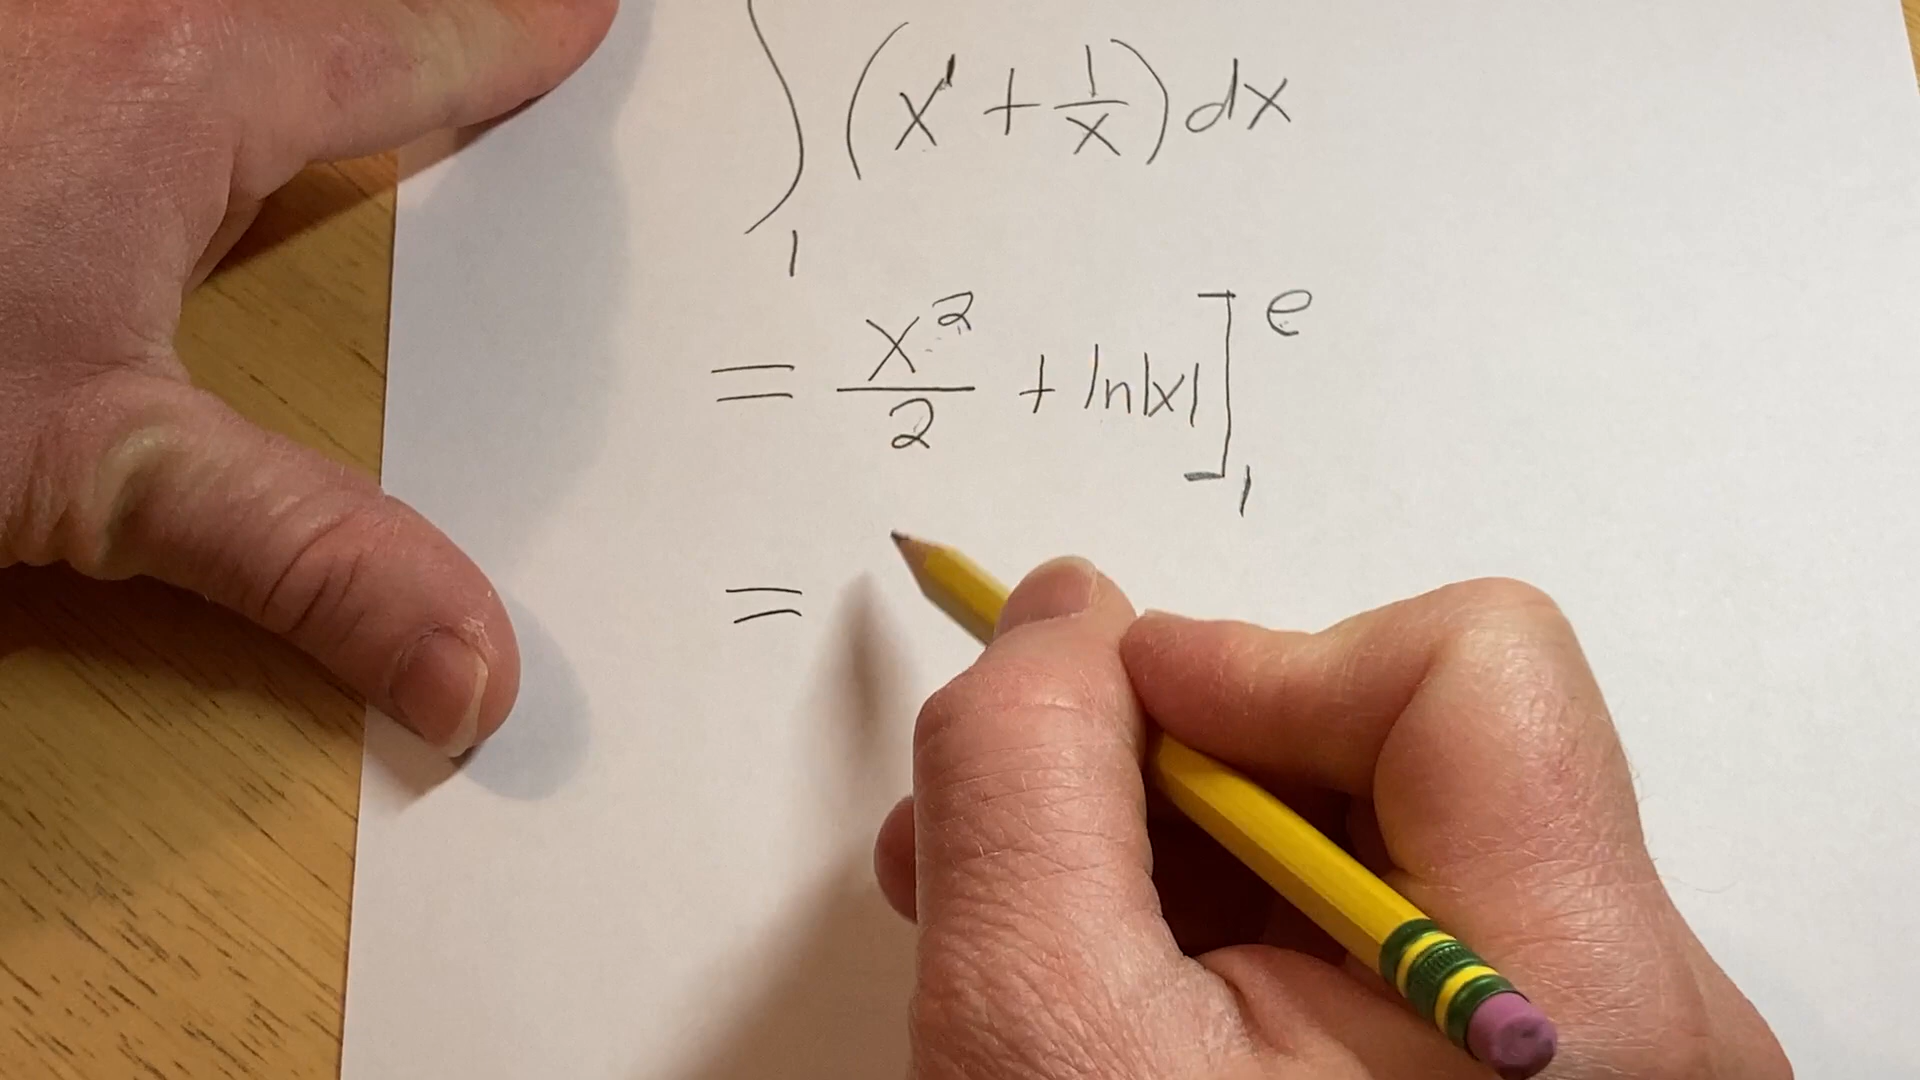 ∫₁ (x¹ + 1/x) dx
= x²/2 + ln|x| ]₁ᵉ
=